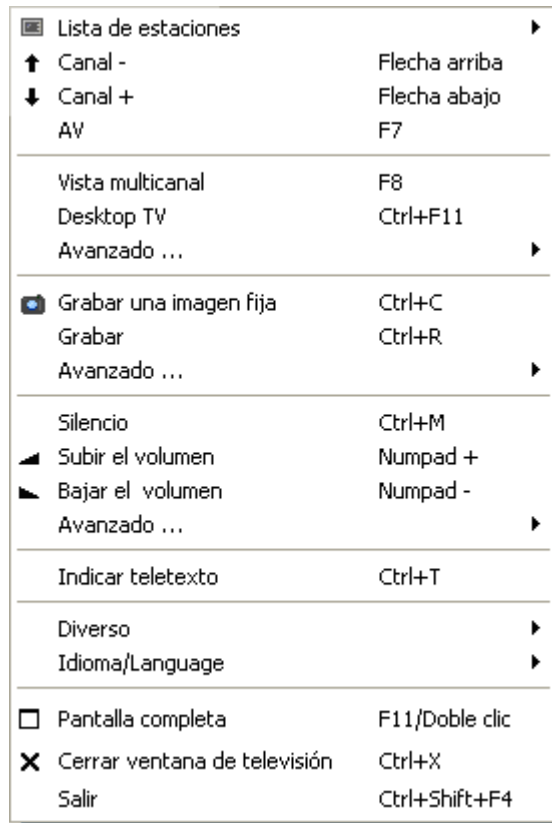 Lista de estaciones
Canal - Flecha arriba
Canal + Flecha abajo
AV F7
Vista multicanal F8
Desktop TV Ctrl+F11
Avanzado ...
Grabar una imagen fija Ctrl+C
Grabar Ctrl+R
Avanzado ...
Silencio Ctrl+M
Subir el volumen Numpad +
Bajar el  volumen Numpad -
Avanzado ...
Indicar teletexto Ctrl+T
Diverso
Idioma/Language
Pantalla completa F11/Doble clic
Cerrar ventana de televisión Ctrl+X
Salir Ctrl+Shift+F4